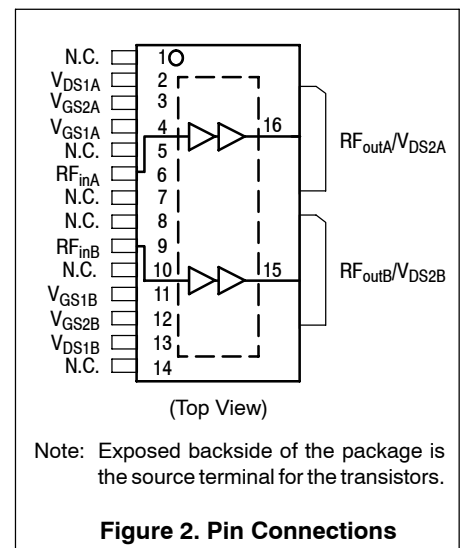 N.C. 1
VDS1A 2
VGS2A 3
VGS1A 4 16
N.C. 5 RFoutA/VDS2A
RFinA 6
N.C. 7
N.C. 8
RFinB 9
N.C. 10 15 RFoutB/VDS2B
VGS1B 11
VGS2B 12
VDS1B 13
N.C. 14
(Top View)
Note: Exposed backside of the package is
the source terminal for the transistors.
Figure 2. Pin Connections